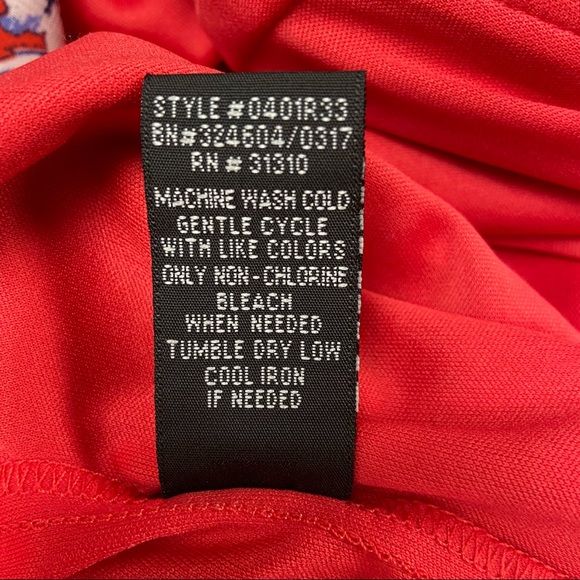 STYLE #0401R33
BN#324604/0317
RN # 31310
MACHINE WASH COLD
GENTLE CYCLE
WITH LIKE COLORS
ONLY NON-CHLORINE
BLEACH
WHEN NEEDED
TUMBLE DRY LOW
COOL IRON
IF NEEDED